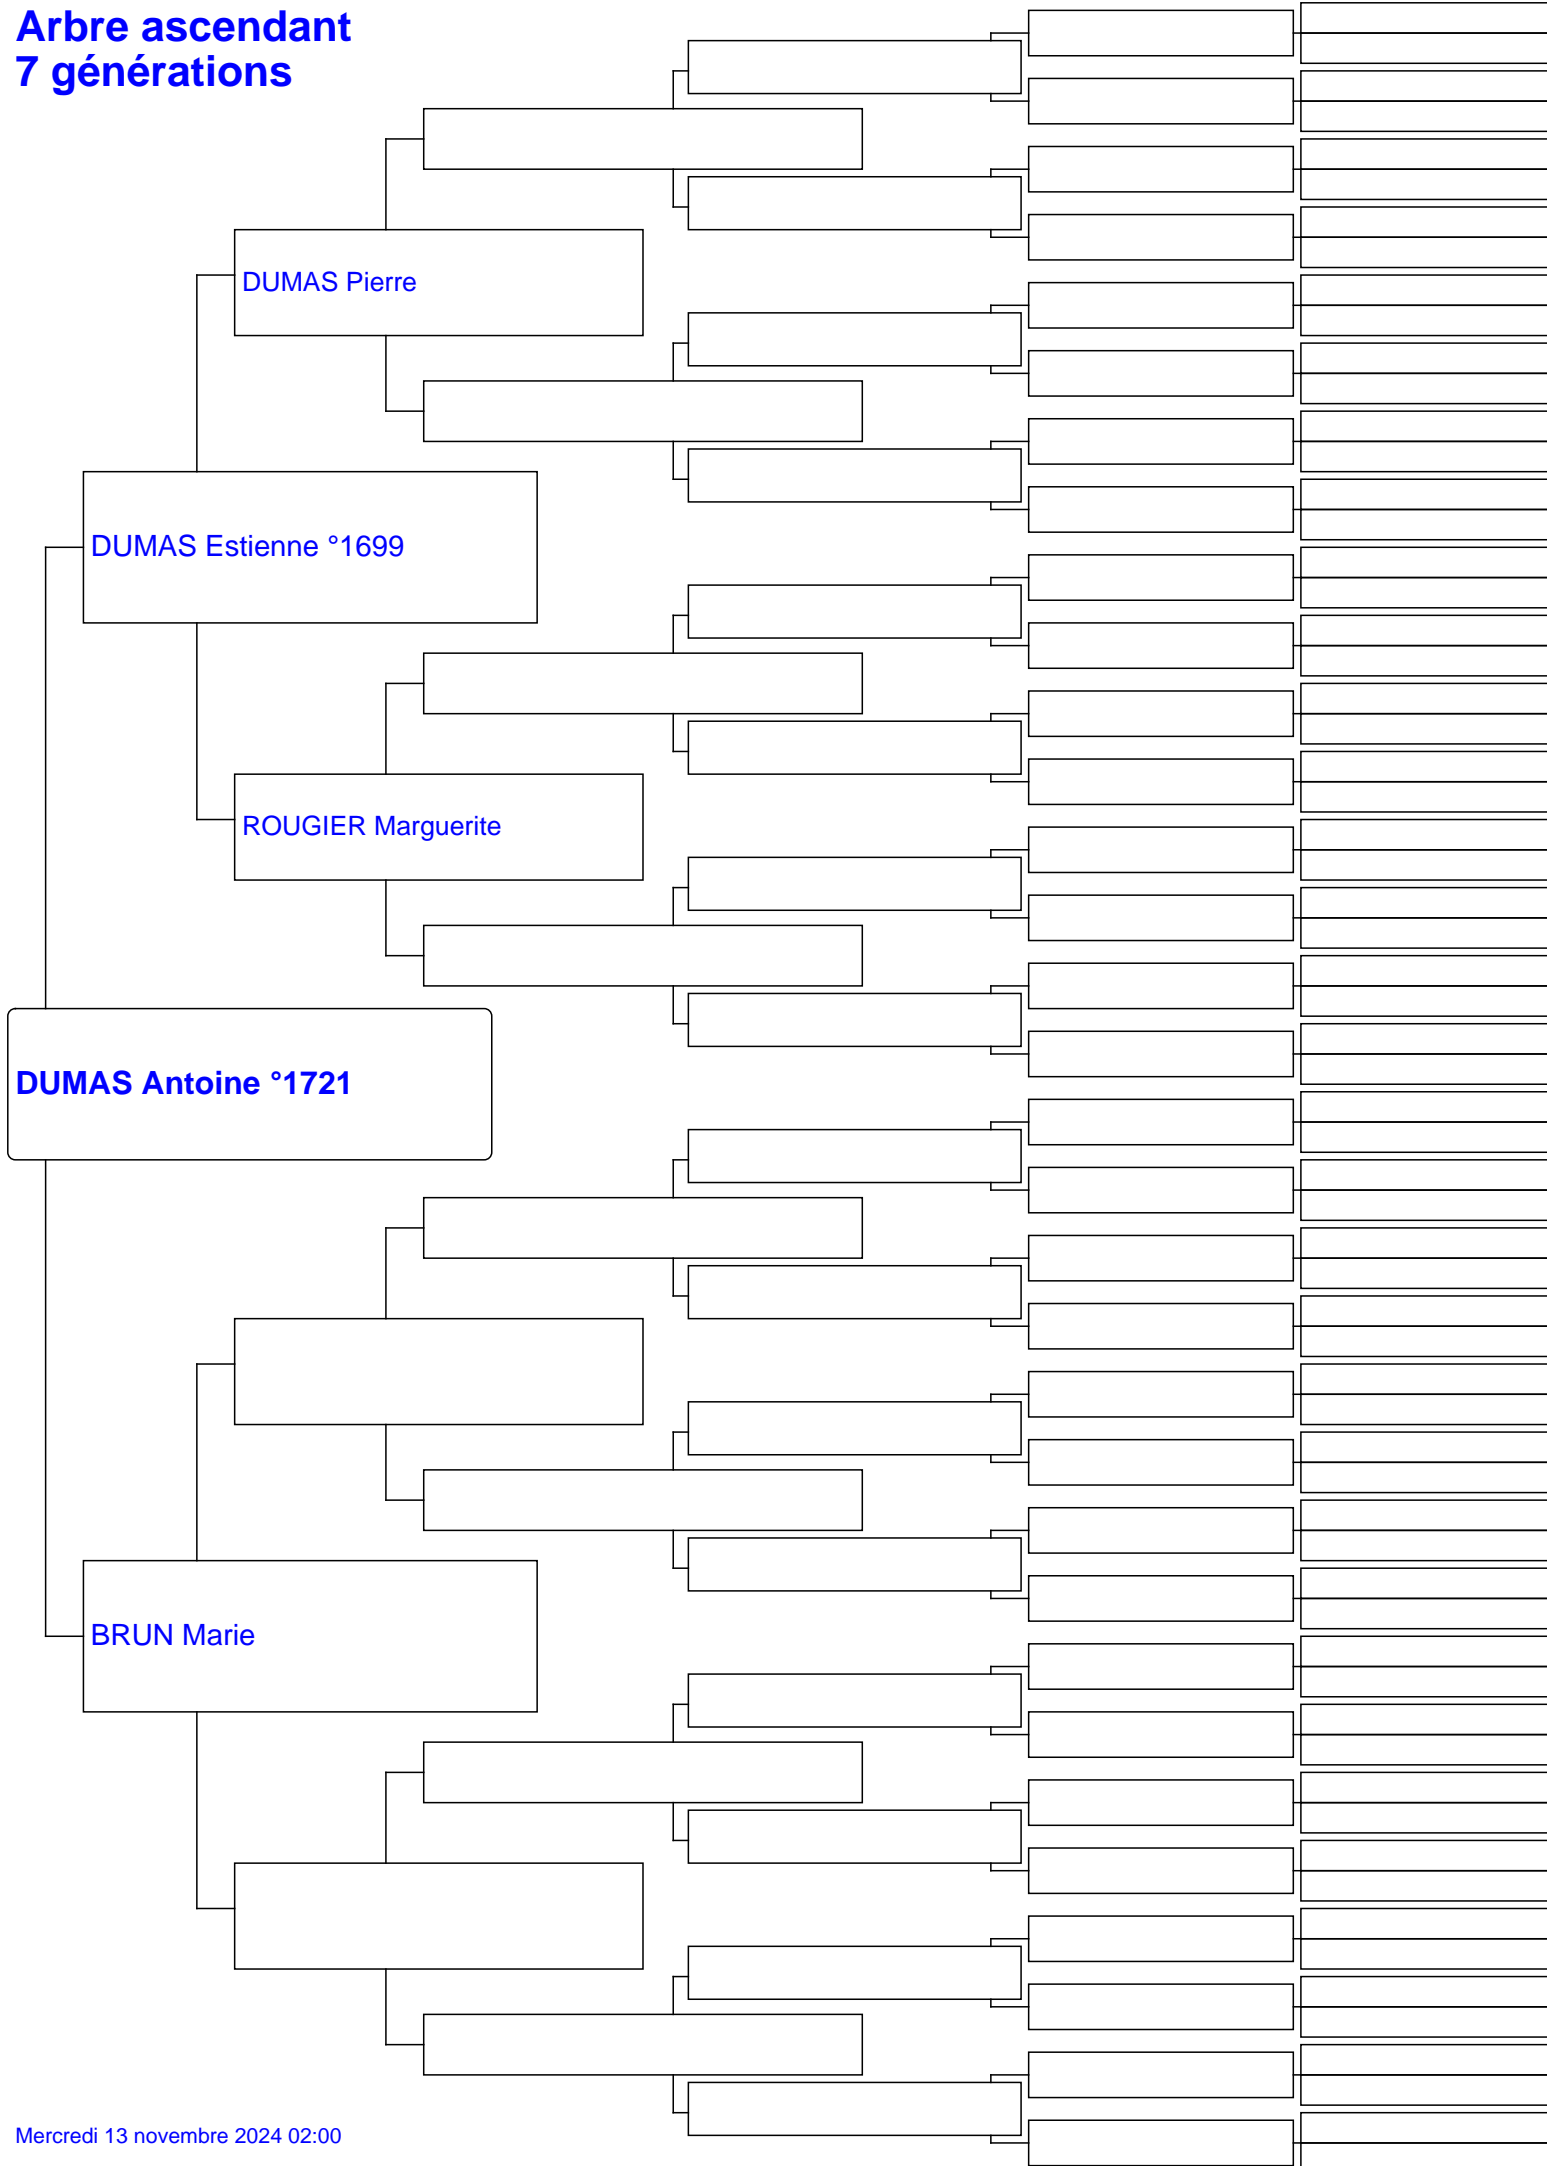 Arbre ascendant
7 générations
DUMAS Pierre
DUMAS Estienne °1699
ROUGIER Marguerite
DUMAS Antoine °1721
BRUN Marie
Mercredi 13 novembre 2024 02:00